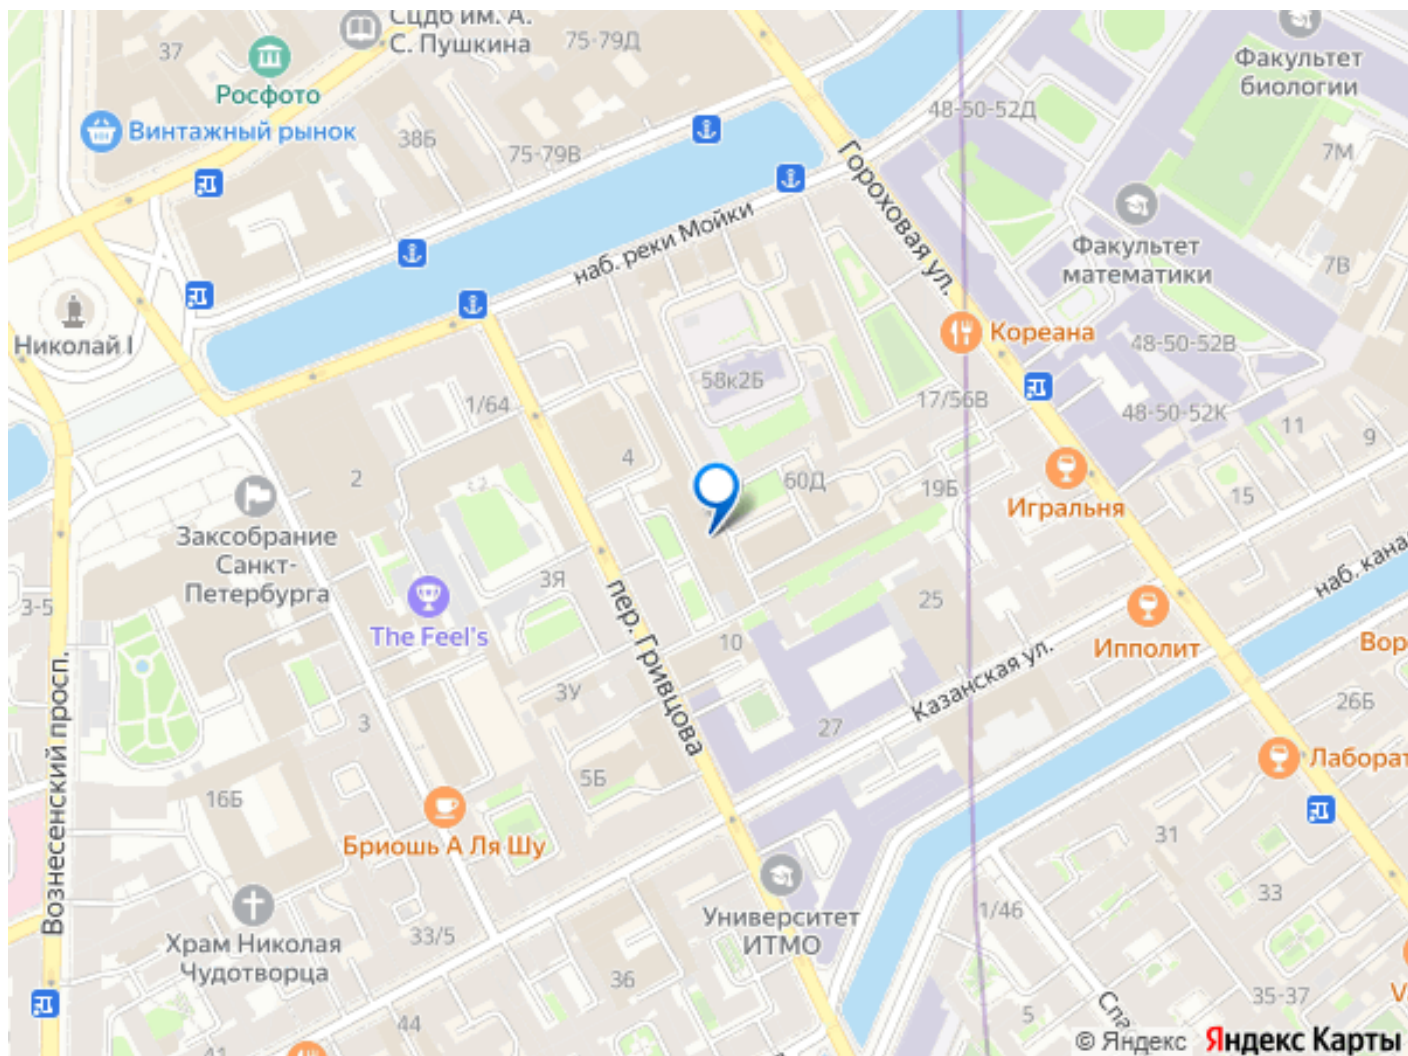 СЦДб им. А.
С. Пушкина
37
Росфото
Винтажный рынок
38Б
75-79Д
75-79В
48-50-52Д
Факультет
биологии
7М
Гороховая ул.
Факультет
математики
7В
наб. реки Мойки
Николай I
Кореана
48-50-52В
58к2Б
17/56В
48-50-52К
11
9
1/64
4
2
60Д
19Б
15
Игральня
Заксобрание
Санкт-
Петербурга
3-5
3Я
The Feel's
пер. Гривцова
10
25
Ипполит
наб. кана
Вор
Казанская ул.
26Б
3У
3
27
Вознесенский просп.
5Б
16Б
Лаборат
Бриошь А Ля Шу
31
33
Университет
ИТМО
1/46
Храм Николая
Чудотворца
33/5
36
35-37
Спа
5
44
41
© Яндекс Яндекс Карты